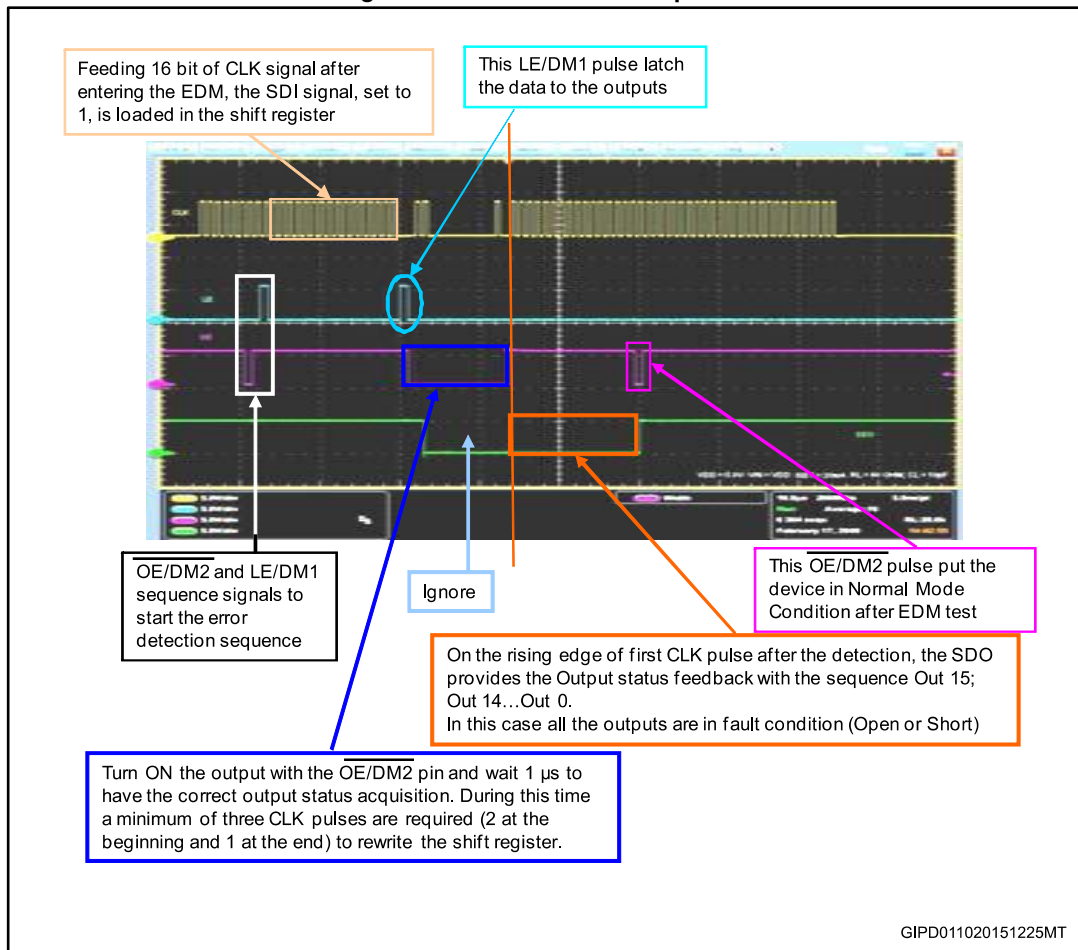 Feeding 16 bit of CLK signal after
entering the EDM, the SDI signal, set to
1, is loaded in the shift register
This LE/DM1 pulse latch
the data to the outputs
CLK
OE/DM2 and LE/DM1
sequence signals to
start the error
detection sequence
Ignore
This OE/DM2 pulse put the
device in Normal Mode
Condition after EDM test
On the rising edge of first CLK pulse after the detection, the SDO
provides the Output status feedback with the sequence Out 15;
Out 14...Out 0.
In this case all the outputs are in fault condition (Open or Short)
Turn ON the output with the OE/DM2 pin and wait 1 µs to
have the correct output status acquisition. During this time
a minimum of three CLK pulses are required (2 at the
beginning and 1 at the end) to rewrite the shift register.
GIPD011020151225MT